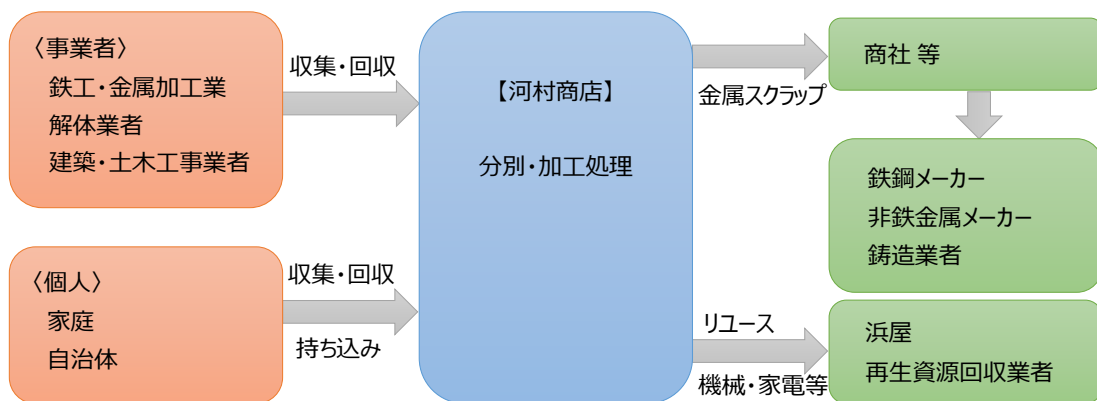 〈事業者〉
鉄工・金属加工業
解体業者
建築・土木工事業者
収集・回収
〈個人〉
家庭
自治体
収集・回収
持ち込み
【河村商店】
分別・加工処理
金属スクラップ
商社 等
鉄鋼メーカー
非鉄金属メーカー
鋳造業者
リユース
機械・家電等
浜屋
再生資源回収業者